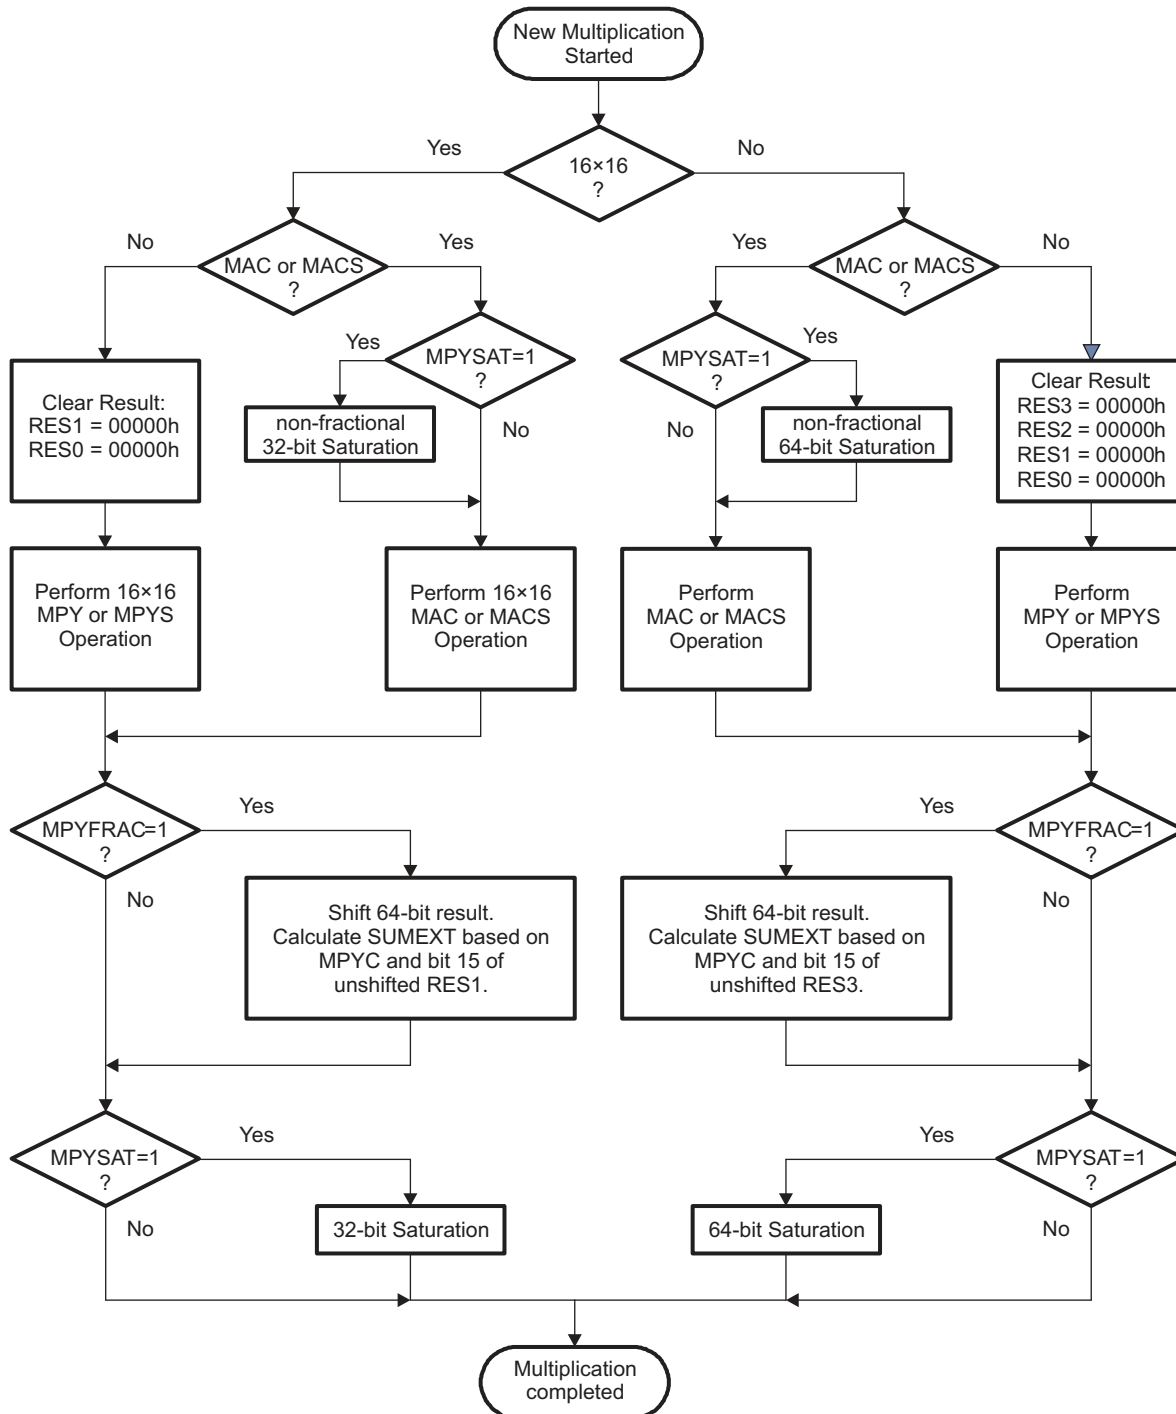 New Multiplication
Started
Yes
No
16×16
?
No
Yes
Yes
No
MAC or MACS
?
MAC or MACS
?
Yes
Yes
MPYSAT=1
?
MPYSAT=1
?
Clear Result:
RES1 = 00000h
RES0 = 00000h
non-fractional
32-bit Saturation
No
No
non-fractional
64-bit Saturation
Clear Result
RES3 = 00000h
RES2 = 00000h
RES1 = 00000h
RES0 = 00000h
Perform 16×16
MPY or MPYS
Operation
Perform 16×16
MAC or MACS
Operation
Perform
MAC or MACS
Operation
Perform
MPY or MPYS
Operation
Yes
Yes
MPYFRAC=1
?
MPYFRAC=1
?
No
No
Shift 64-bit result.
Calculate SUMEXT based on
MPYC and bit 15 of
unshifted RES1.
Shift 64-bit result.
Calculate SUMEXT based on
MPYC and bit 15 of
unshifted RES3.
Yes
Yes
MPYSAT=1
?
MPYSAT=1
?
No
32-bit Saturation
64-bit Saturation
No
Multiplication
completed